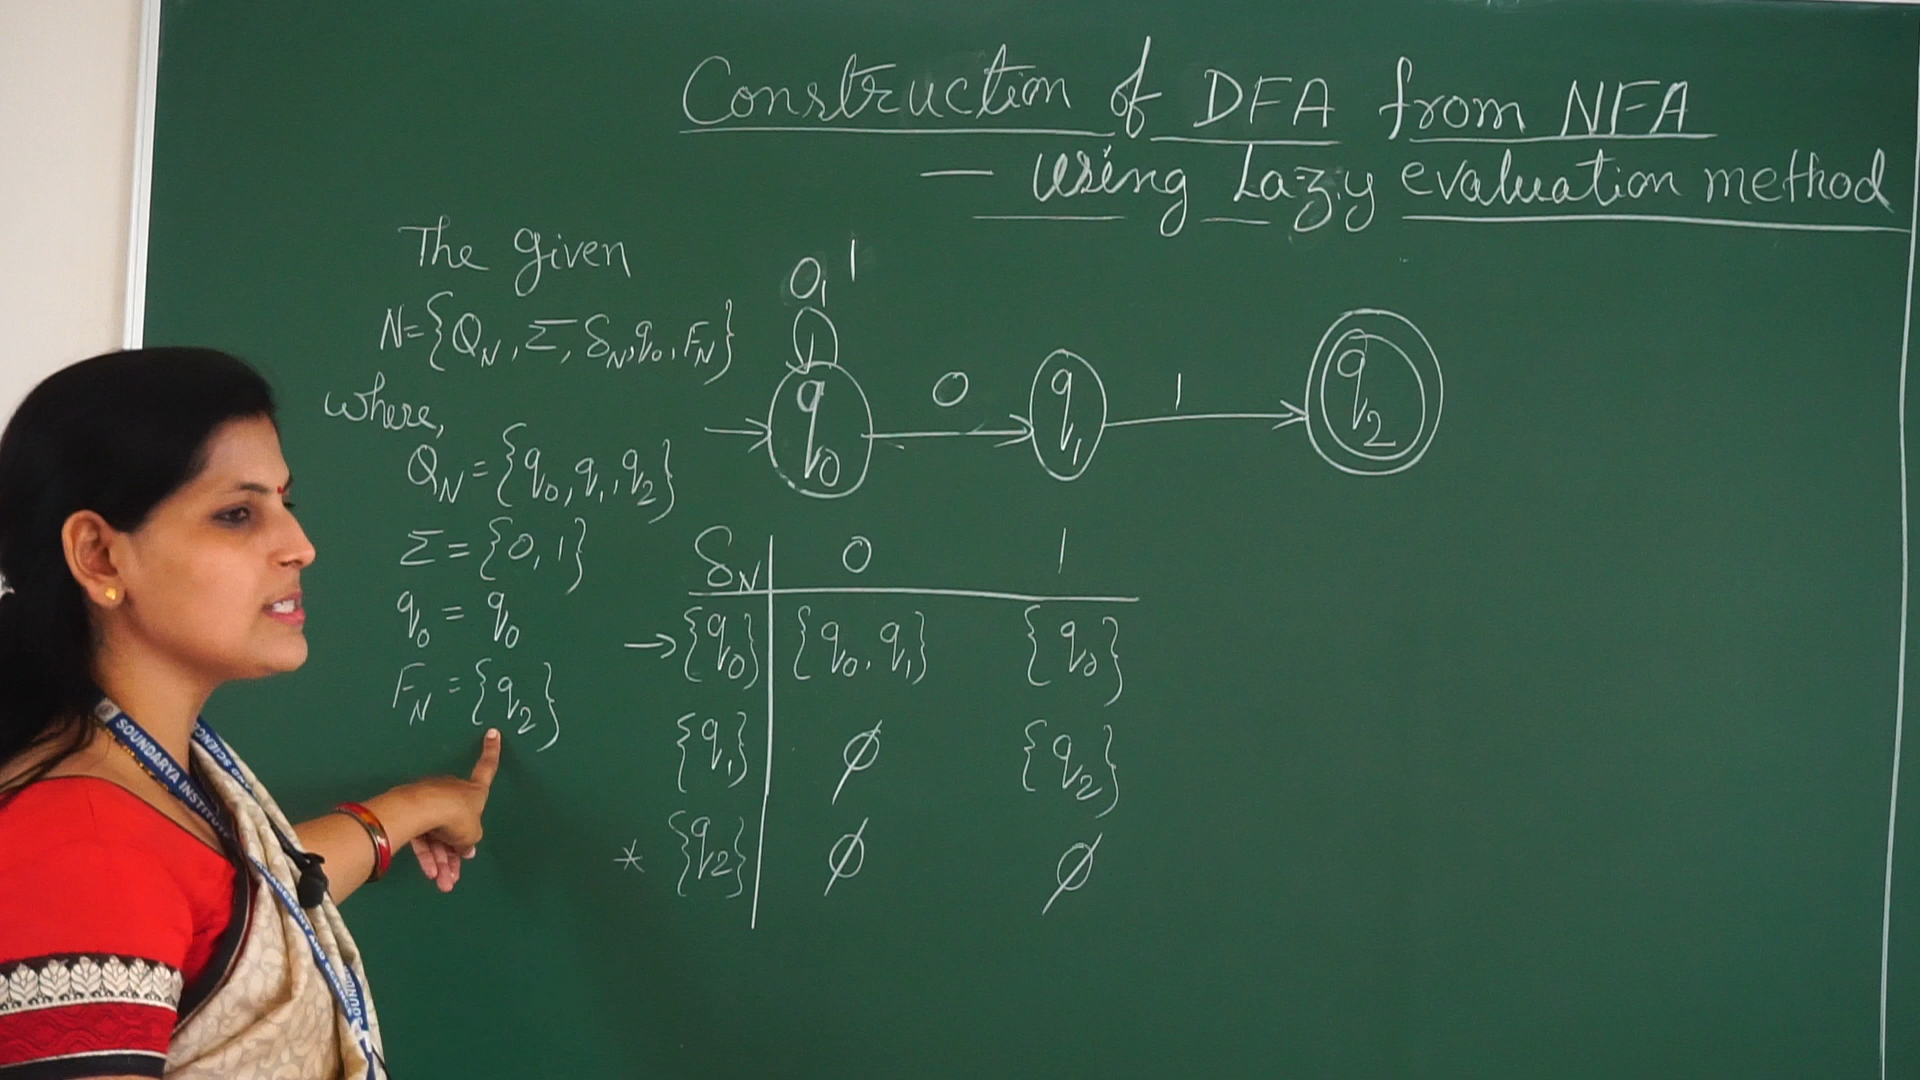 Construction of DFA from NFA
— using Lazy evaluation method
The given
N={Q_N, Σ, δ_N, q_0, F_N}
where,
Q_N = {q_0, q_1, q_2}
Σ = {0, 1}
q_0 = q_0
F_N = {q_2}
0, 1
→ q_0 0 → q_1 1 → q_2
δ_N | 0 1
→ {q_0} | {q_0, q_1} {q_0}
{q_1} | ϕ {q_2}
* {q_2} | ϕ ϕ
SOUNDARYA INSTITUTE